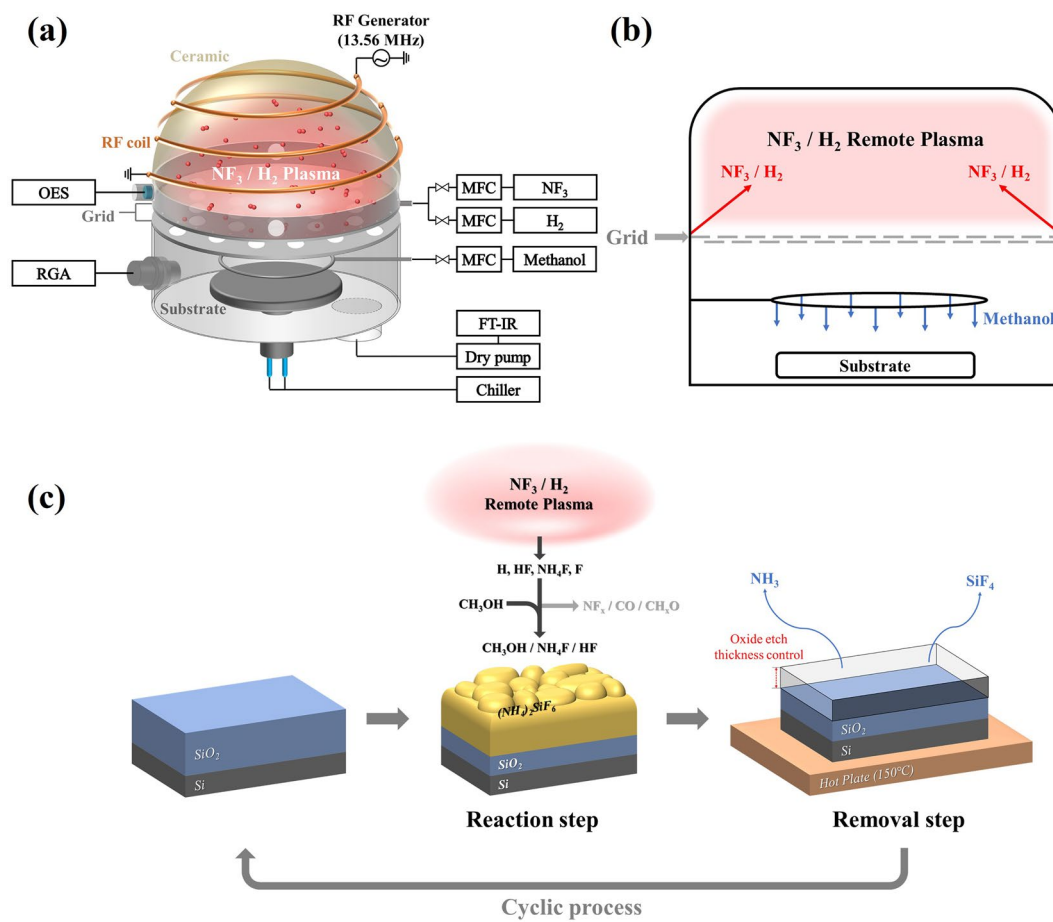 (a)
RF Generator
(13.56 MHz)
Ceramic
RF coil
NF₃ / H₂ Plasma
OES
Grid
MFC
NF₃
MFC
H₂
RGA
MFC
Methanol
Substrate
FT-IR
Dry pump
Chiller
(b)
NF₃ / H₂ Remote Plasma
NF₃ / H₂
NF₃ / H₂
Grid
Methanol
Substrate
(c)
NF₃ / H₂
Remote Plasma
H, HF, NH₄F, F
CH₃OH
NFₓ / CO / CHₓO
CH₃OH / NH₄F / HF
SiO₂
Si
(NH₄)₂SiF₆
SiO₂
Si
Reaction step
NH₃
SiF₄
Oxide etch
thickness control
SiO₂
Si
Hot Plate (150℃)
Removal step
Cyclic process